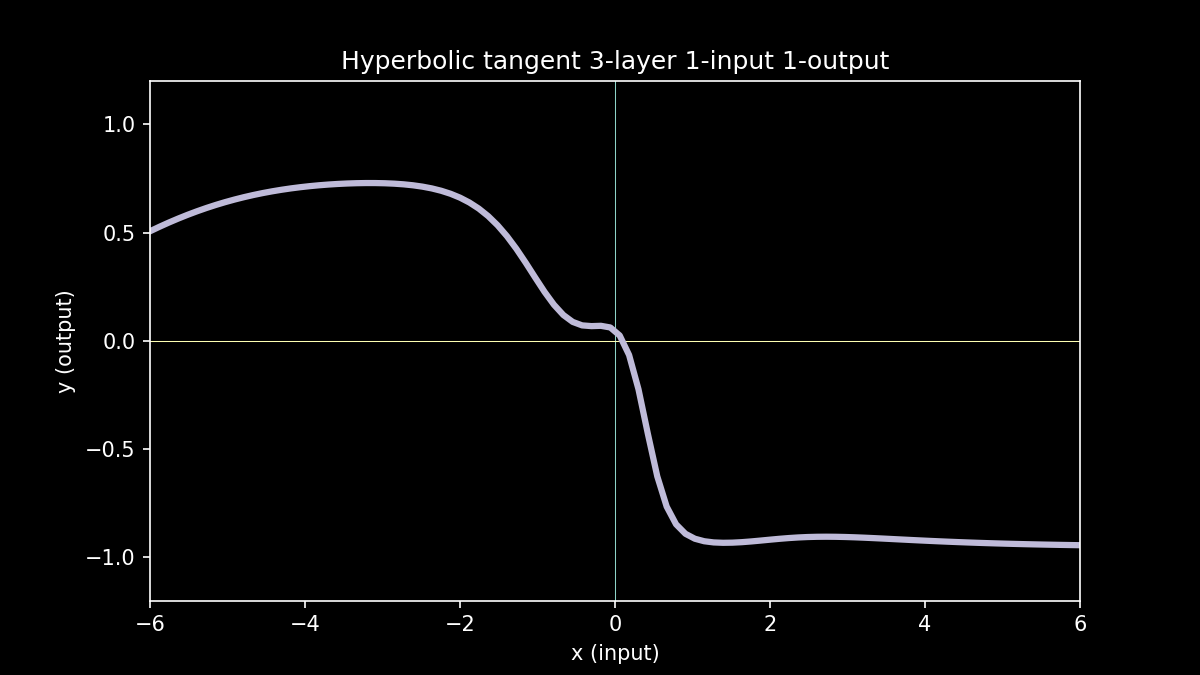 Hyperbolic tangent 3-layer 1-input 1-output
1.0
0.5
0.0
−0.5
−1.0
y (output)
−6 −4 −2 0 2 4 6
x (input)